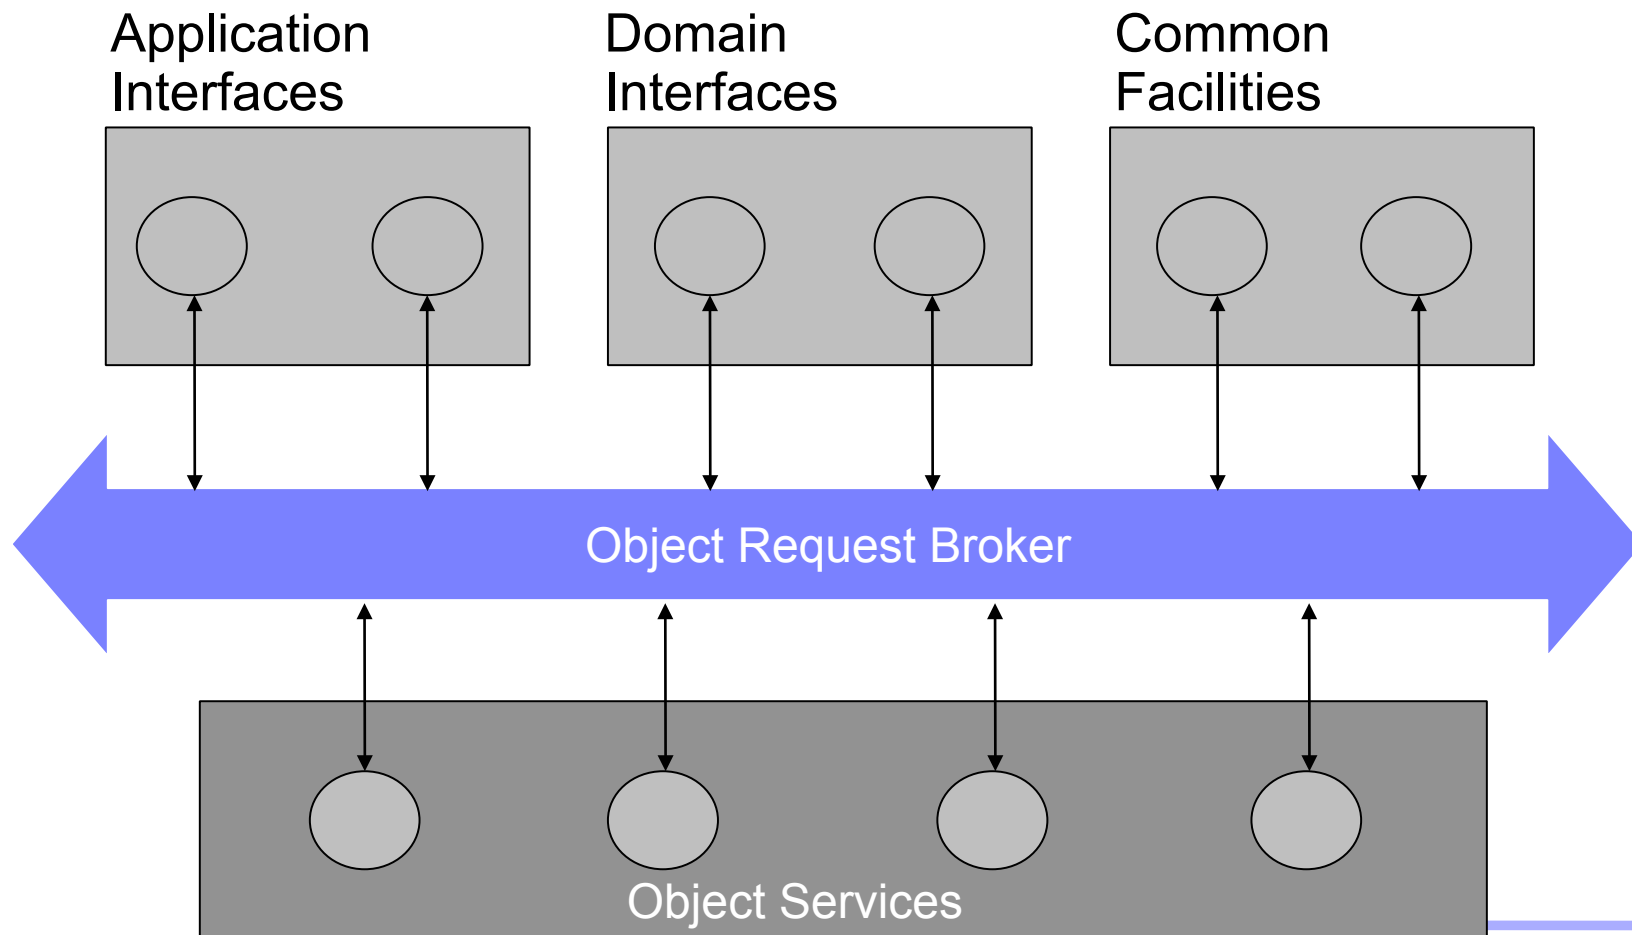 Application
Interfaces
Domain
Interfaces
Common
Facilities
Object Request Broker
Object Services